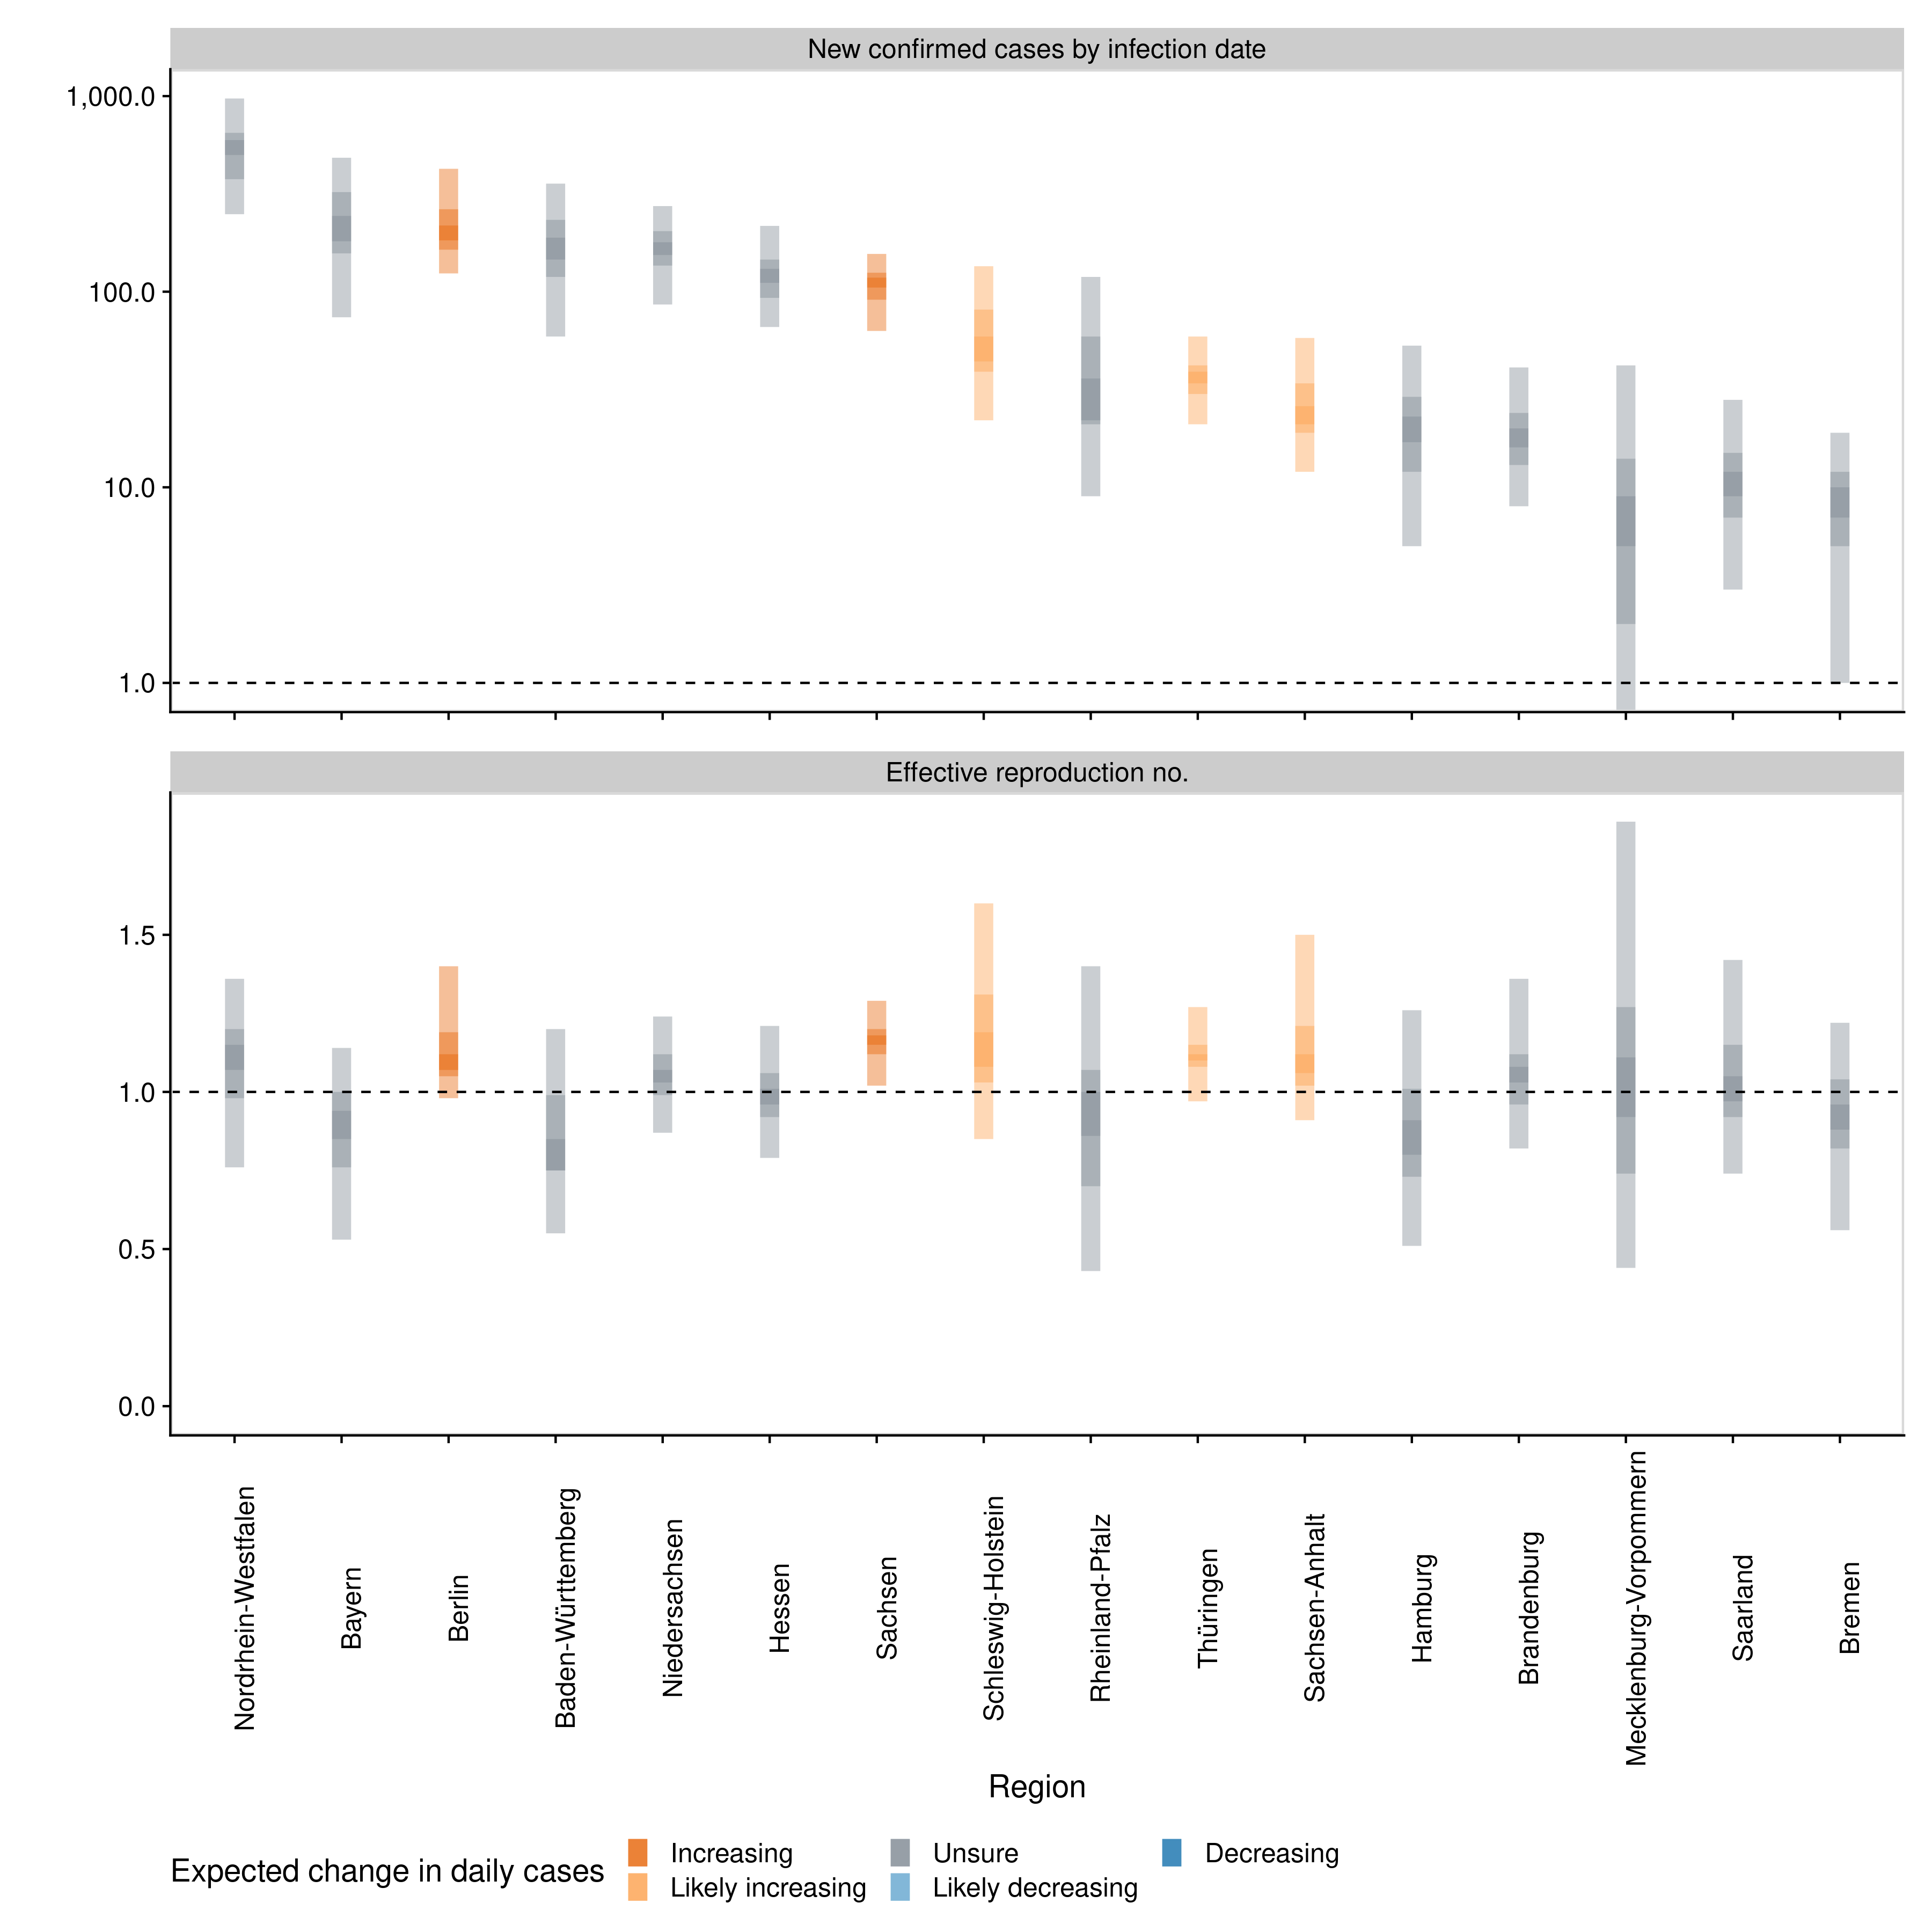 New confirmed cases by infection date
1,000.0
100.0
10.0
1.0
Effective reproduction no.
1.5
1.0
0.5
0.0
Nordrhein-Westfalen
Bayern
Berlin
Baden-Württemberg
Niedersachsen
Hessen
Sachsen
Schleswig-Holstein
Rheinland-Pfalz
Thüringen
Sachsen-Anhalt
Hamburg
Brandenburg
Mecklenburg-Vorpommern
Saarland
Bremen
Region
Expected change in daily cases
Increasing
Likely increasing
Unsure
Likely decreasing
Decreasing